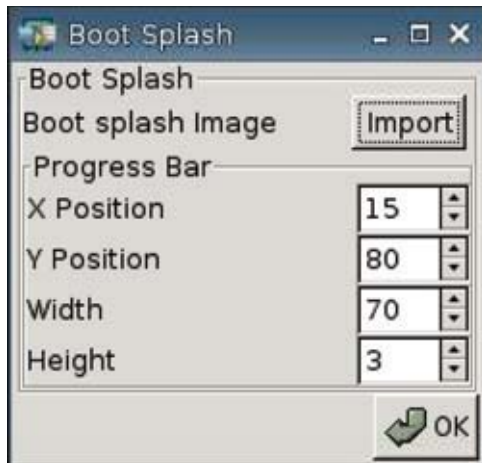 Boot Splash
Boot Splash
Boot splash Image Import
Progress Bar
X Position 15
Y Position 80
Width 70
Height 3
OK